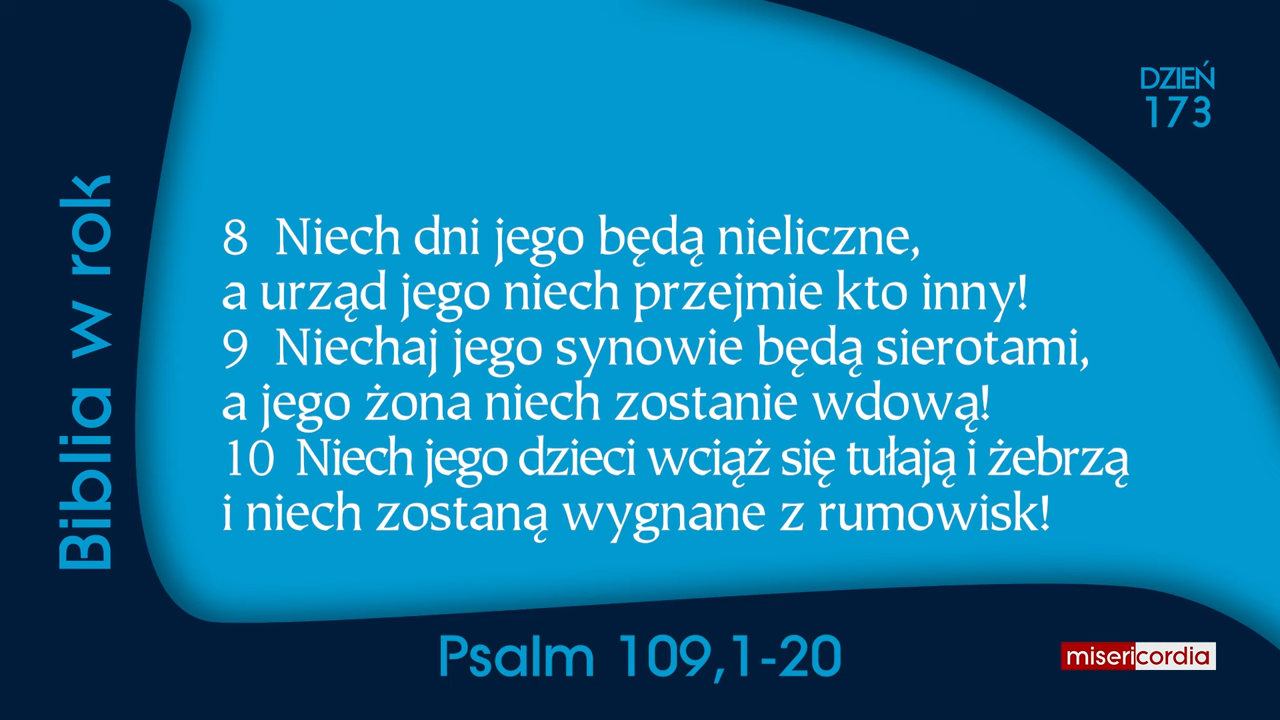 DZIEŃ
173
Biblia w rok
8 Niech dni jego będą nieliczne,
a urząd jego niech przejmie kto inny!
9 Niechaj jego synowie będą sierotami,
a jego żona niech zostanie wdową!
10 Niech jego dzieci wciąż się tułają i żebrzą
i niech zostaną wygnane z rumowisk!
Psalm 109,1-20
misericordia